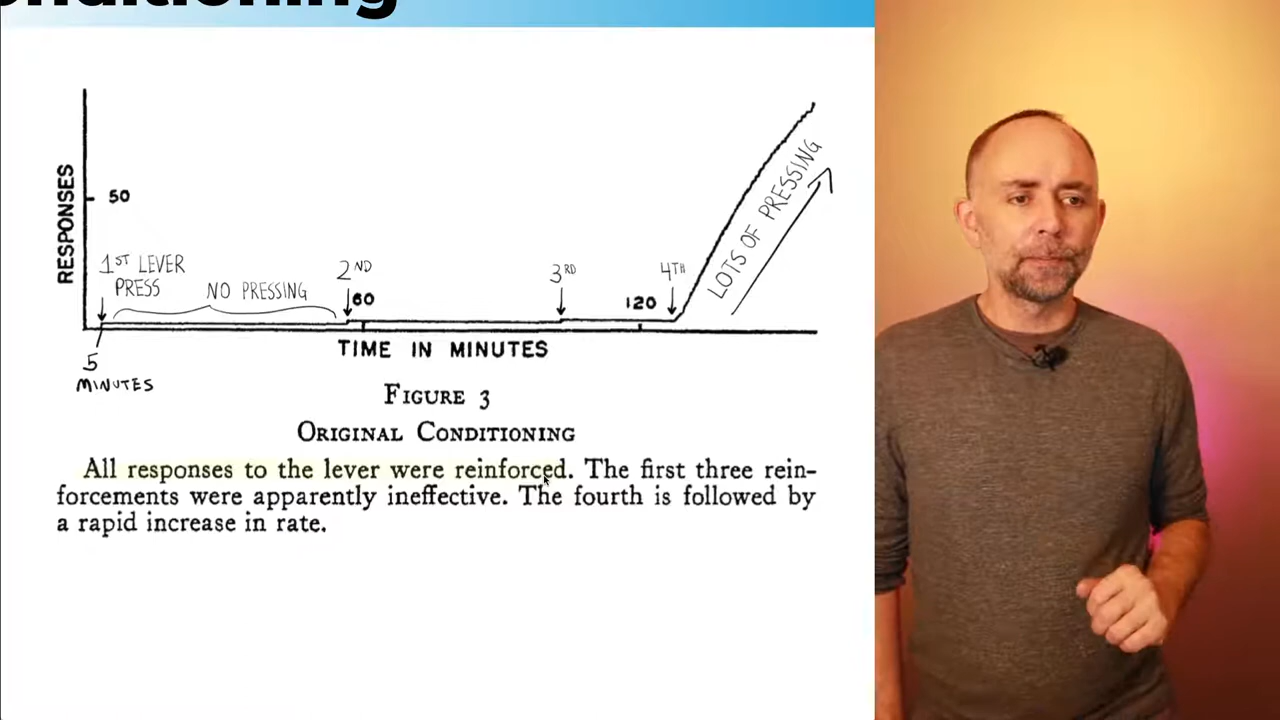 onditioning
RESPONSES
50
1ST LEVER
PRESS
NO PRESSING
2ND
60
3RD
120
4TH
LOTS OF PRESSING
5
MINUTES
TIME IN MINUTES
FIGURE 3
ORIGINAL CONDITIONING
All responses to the lever were reinforced. The first three rein-
forcements were apparently ineffective. The fourth is followed by
a rapid increase in rate.